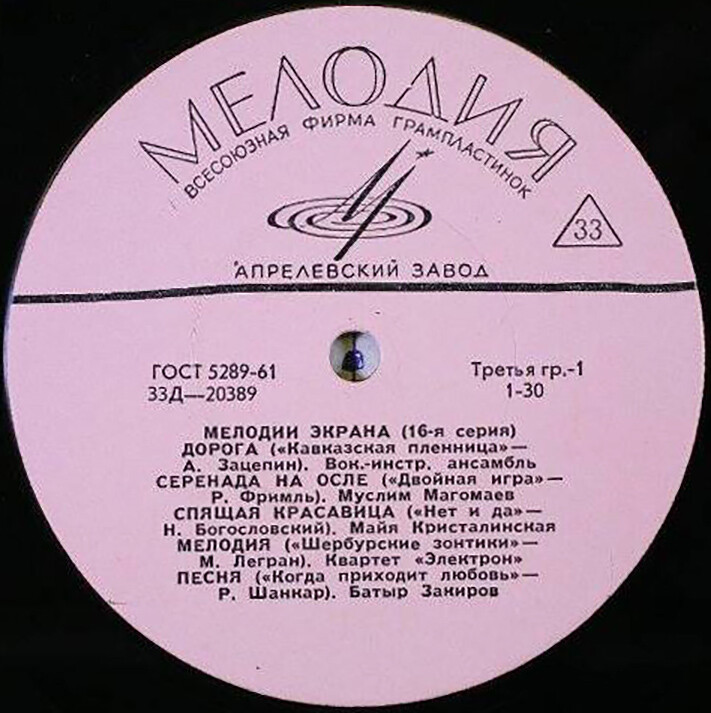 МЕЛОДИЯ
ВСЕСОЮЗНАЯ ФИРМА ГРАМПЛАСТИНОК
33
АПРЕЛЕВСКИЙ ЗАВОД
ГОСТ 5289-61
Третья гр.-1
33Д—20389
1-30
МЕЛОДИИ ЭКРАНА (16-я серия)
ДОРОГА («Кавказская пленница»—
А. Зацепин). Вок.-инстр. ансамбль
СЕРЕНАДА НА ОСЛЕ («Двойная игра»—
Р. Фримль). Муслим Магомаев
СПЯЩАЯ КРАСАВИЦА («Нет и да»—
Н. Богословский). Майя Кристалинская
МЕЛОДИЯ («Шербурские зонтики»—
М. Легран). Квартет «Электрон»
ПЕСНЯ («Когда приходит любовь»—
Р. Шанкар). Батыр Закиров